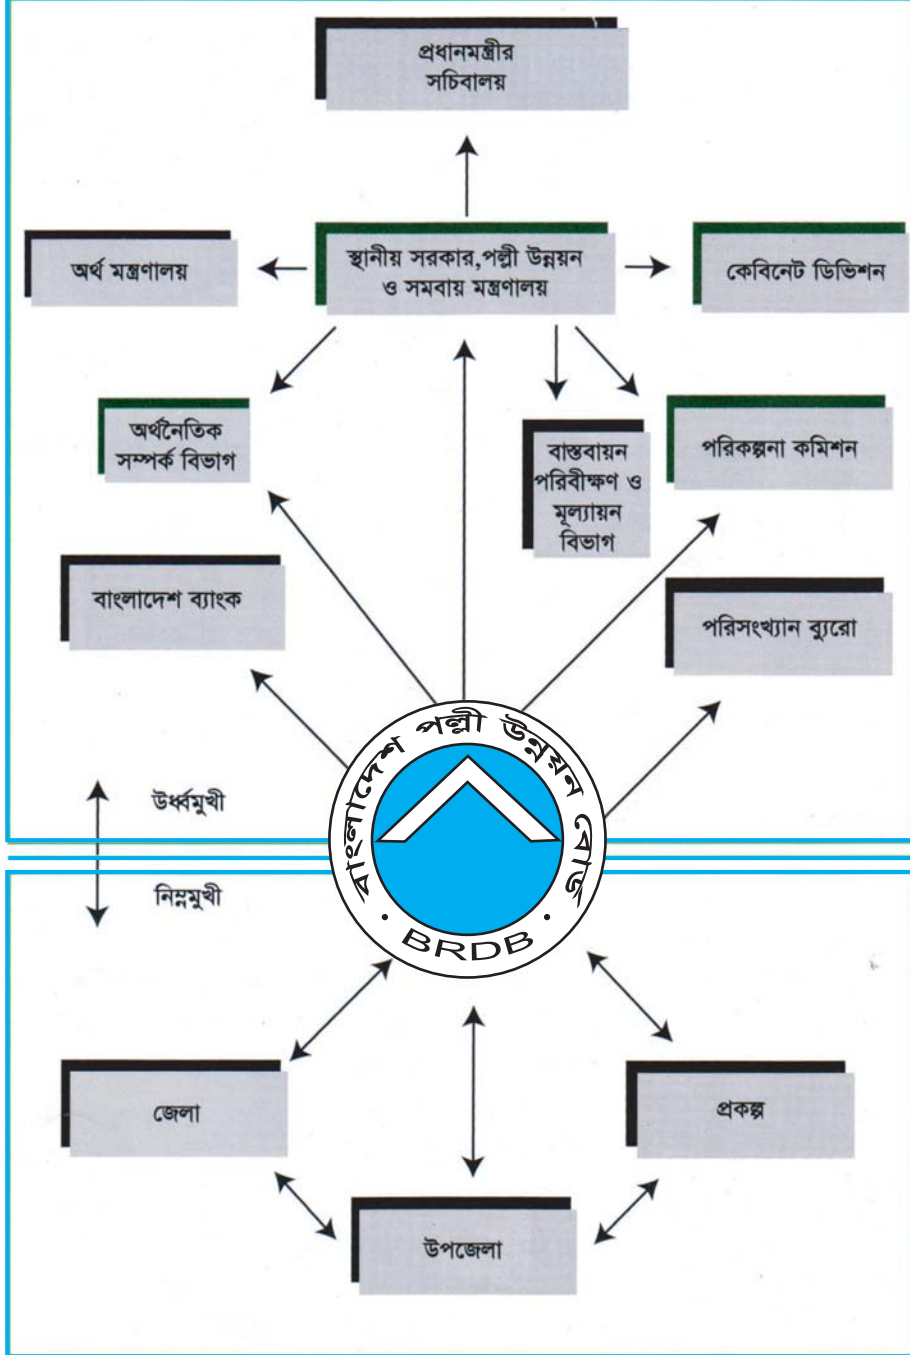 প্রধানমন্ত্রীর
সচিবালয়
অর্থ মন্ত্রণালয়
স্থানীয় সরকার,পল্লী উন্নয়ন
ও সমবায় মন্ত্রণালয়
কেবিনেট ডিভিশন
অর্থনৈতিক
সম্পর্ক বিভাগ
বাস্তবায়ন
পরিবীক্ষণ ও
মূল্যায়ন
বিভাগ
পরিকল্পনা কমিশন
বাংলাদেশ ব্যাংক
পরিসংখ্যান ব্যুরো
বাংলাদেশ পল্লী উন্নয়ন বোর্ড
BRDB
উর্ধ্বমুখী
নিম্নমুখী
জেলা
প্রকল্প
উপজেলা